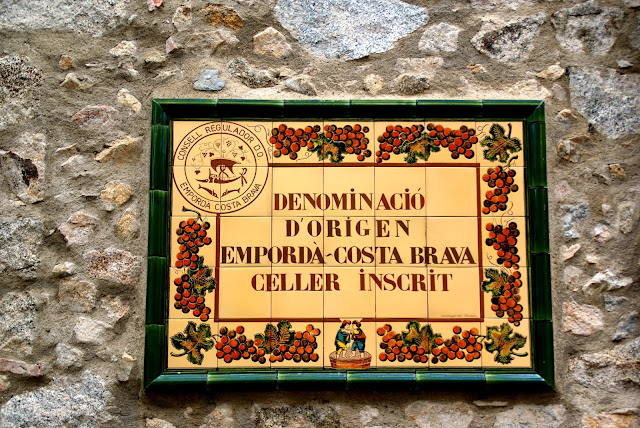 CONSELL REGULADOR D.O
EMPORDÀ COSTA BRAVA
DENOMINACIÓ
D'ORIGEN
EMPORDÀ-COSTA BRAVA
CELLER INSCRIT